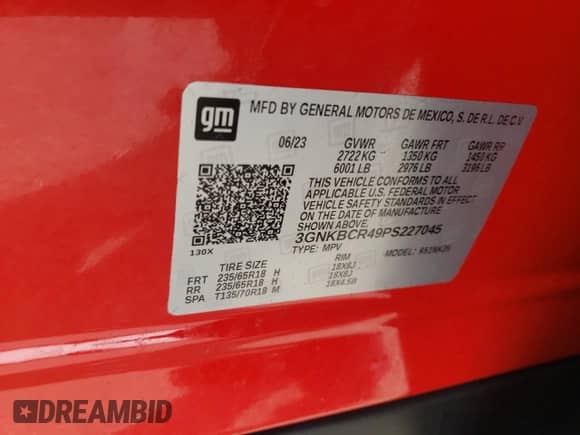 gm
MFD BY GENERAL MOTORS DE MEXICO, S. DE R.L. DE C.V
06/23 GVWR GAWR FRT GAWR RR
2722 KG 1350 KG 1450 KG
6001 LB 2976 LB 3196 LB
THIS VEHICLE CONFORMS TO ALL
APPLICABLE U.S. FEDERAL MOTOR
VEHICLE SAFETY STANDARDS IN EFFECT
ON THE DATE OF MANUFACTURE
SHOWN ABOVE.
3GNKBCR49PS227045
TYPE: MPV MODEL:
130X
TIRE SIZE RIM
FRT 235/65R18 H 18X8J
RR 235/65R18 H 18X8J
SPA T135/70R18 M 18X4.5B
DREAMBID